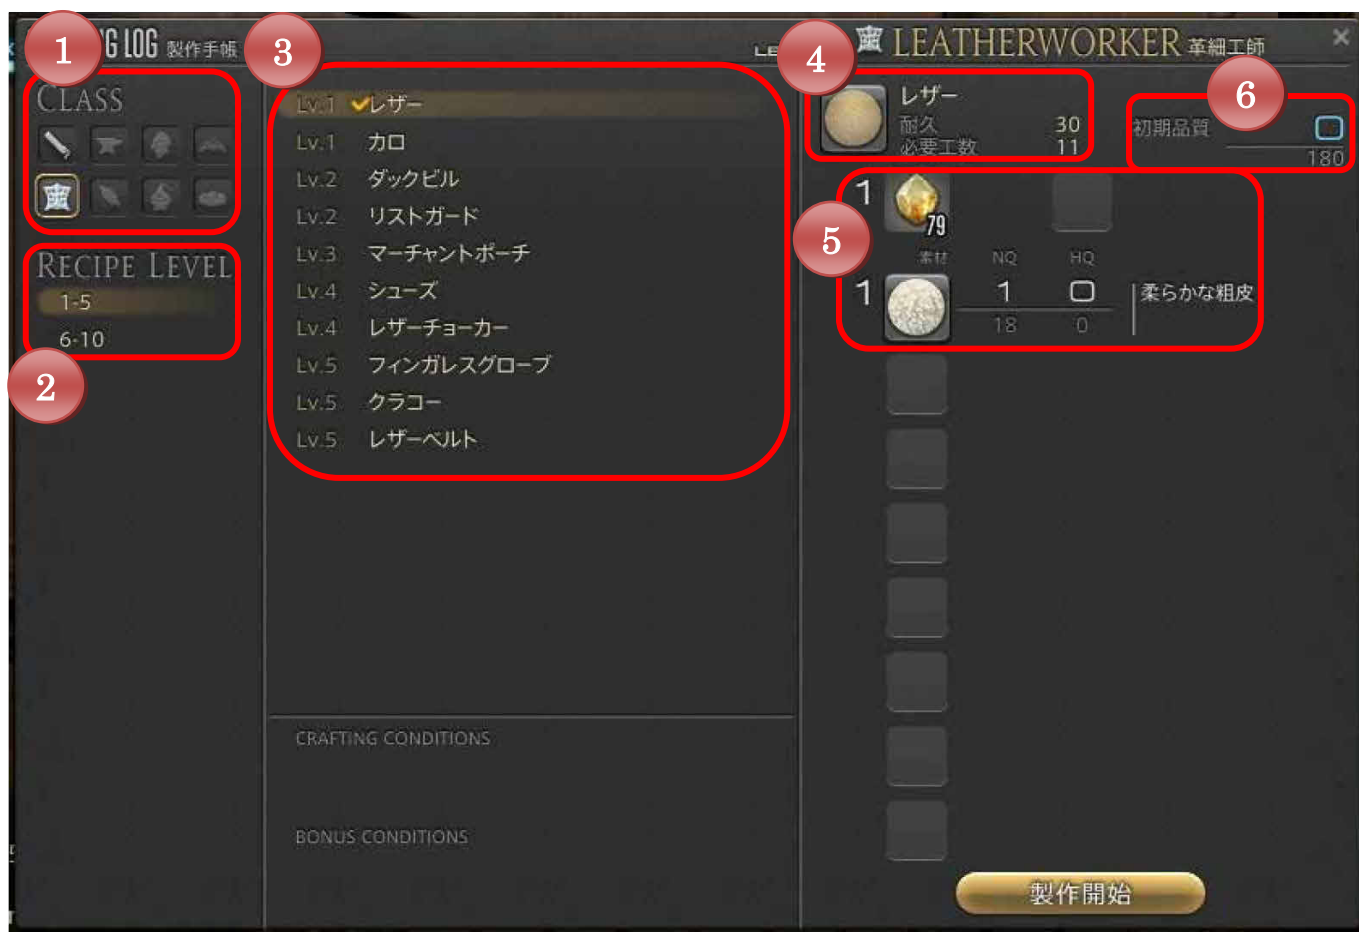 1
G LOG 製作手帳
3
LE
4
LEATHERWORKER 革細工師
×
CLASS
Lv.1 レザー
Lv.1 カロ
Lv.2 ダックビル
Lv.2 リストガード
Lv.3 マーチャントポーチ
Lv.4 シューズ
Lv.4 レザーチョーカー
Lv.5 フィンガレスグローブ
Lv.5 クラコー
Lv.5 レザーベルト
RECIPE LEVEL
1-5
6-10
2
レザー
耐久 30
必要工数 11
6
初期品質 0
180
5
1 79
素材 NQ HQ
1 1 0 柔らかな粗皮
18 0
CRAFTING CONDITIONS
BONUS CONDITIONS
製作開始